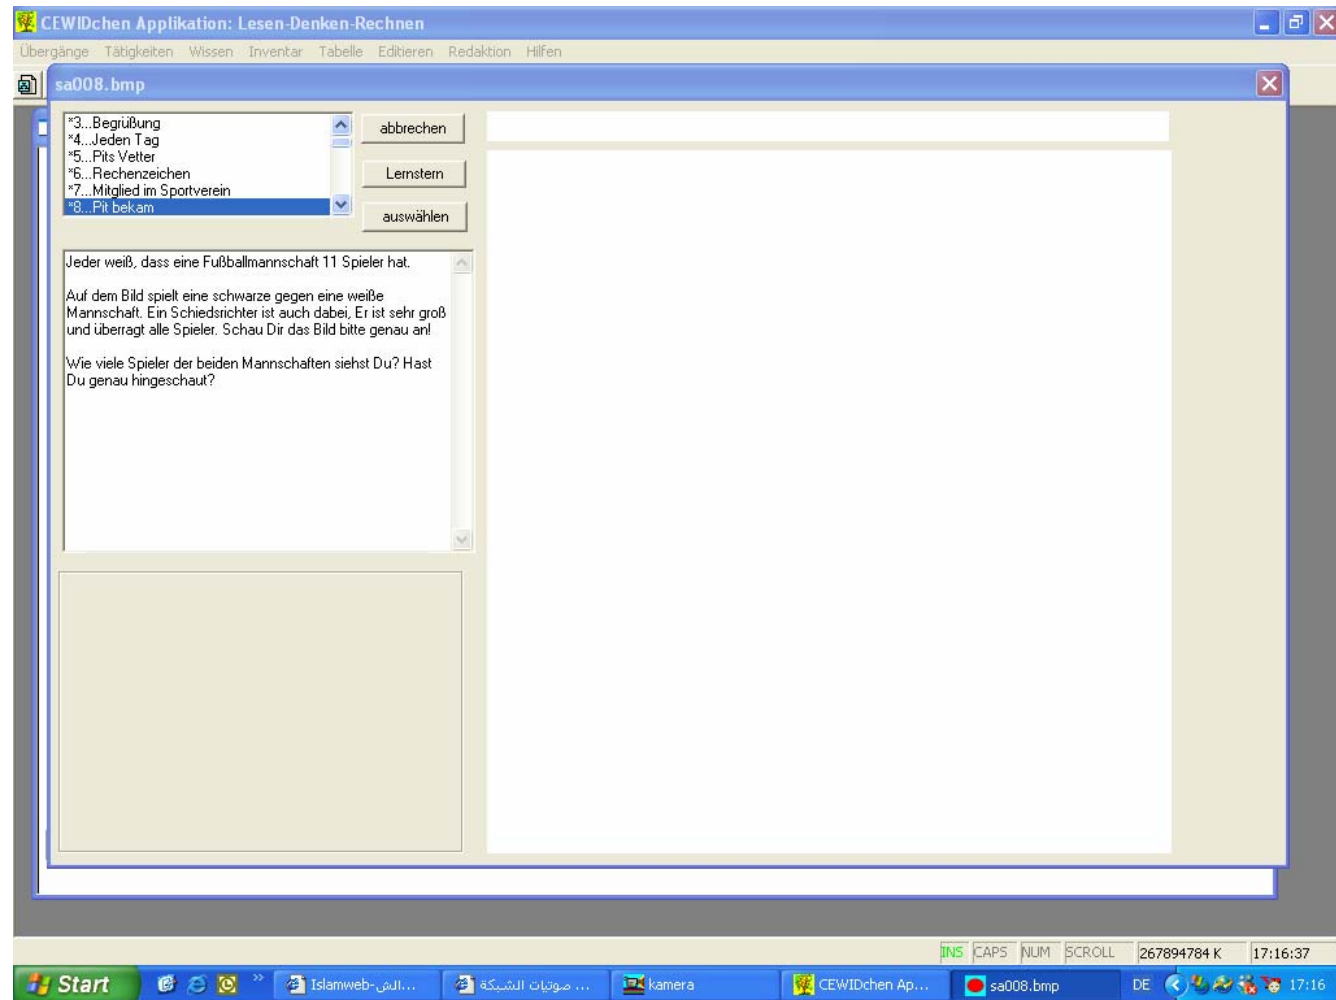 CEWIDchen Applikation: Lesen-Denken-Rechnen
Übergänge Tätigkeiten Wissen Inventar Tabelle Editieren Redaktion Hilfen
sa008.bmp
*3...Begrüßung
*4...Jeden Tag
*5...Pits Vetter
*6...Rechenzeichen
*7...Mitglied im Sportverein
*8...Pit bekam
abbrechen
Lernstern
auswählen
Jeder weiß, dass eine Fußballmannschaft 11 Spieler hat.
Auf dem Bild spielt eine schwarze gegen eine weiße
Mannschaft. Ein Schiedsrichter ist auch dabei, Er ist sehr groß
und überragt alle Spieler. Schau Dir das Bild bitte genau an!
Wie viele Spieler der beiden Mannschaften siehst Du? Hast
Du genau hingeschaut?
INS CAPS NUM SCROLL 267894784 K 17:16:37
Start » Islamweb-الش... ... صوتيات الشبكة kamera CEWIDchen Ap... sa008.bmp DE 17:16